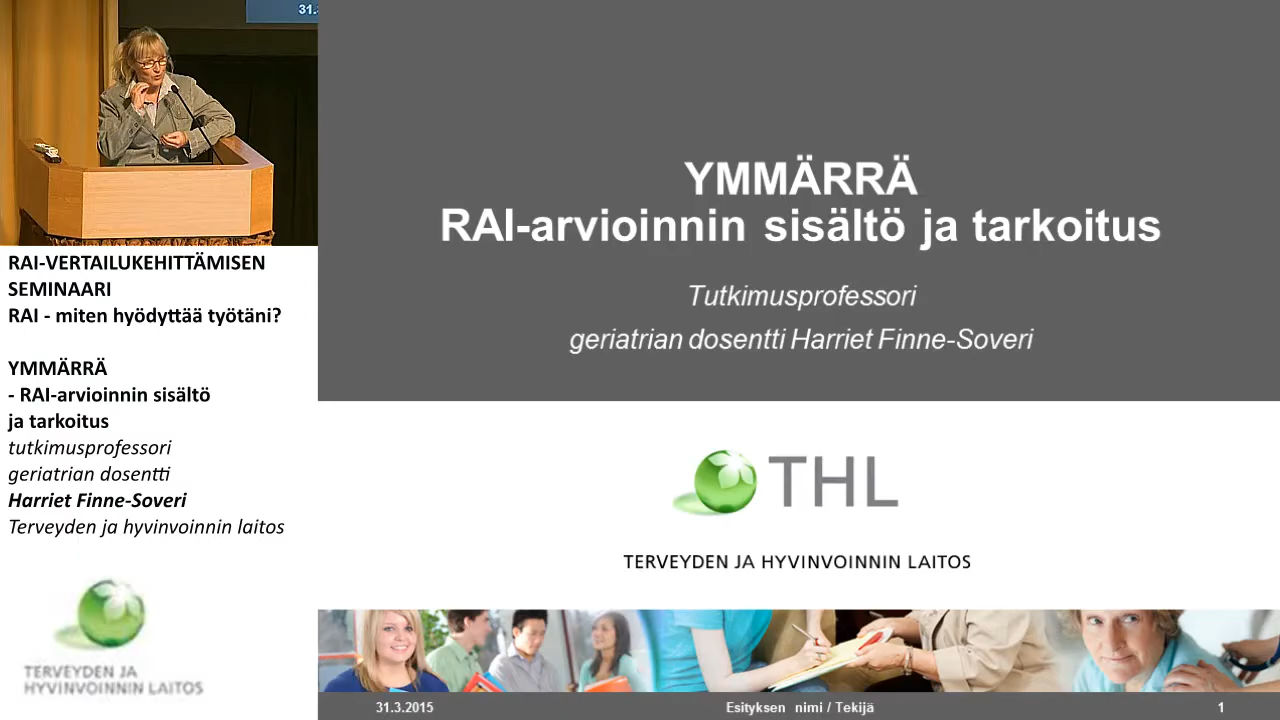 31.3
YMMÄRRÄ
RAI-arvioinnin sisältö ja tarkoitus
Tutkimusprofessori
geriatrian dosentti Harriet Finne-Soveri
RAI-VERTAILUKEHITTÄMISEN
SEMINAARI
RAI - miten hyödyttää työtäni?
YMMÄRRÄ
- RAI-arvioinnin sisältö
ja tarkoitus
tutkimusprofessori
geriatrian dosentti
Harriet Finne-Soveri
Terveyden ja hyvinvoinnin laitos
TERVEYDEN JA
HYVINVOINNIN LAITOS
THL
TERVEYDEN JA HYVINVOINNIN LAITOS
31.3.2015
Esityksen nimi / Tekijä
1